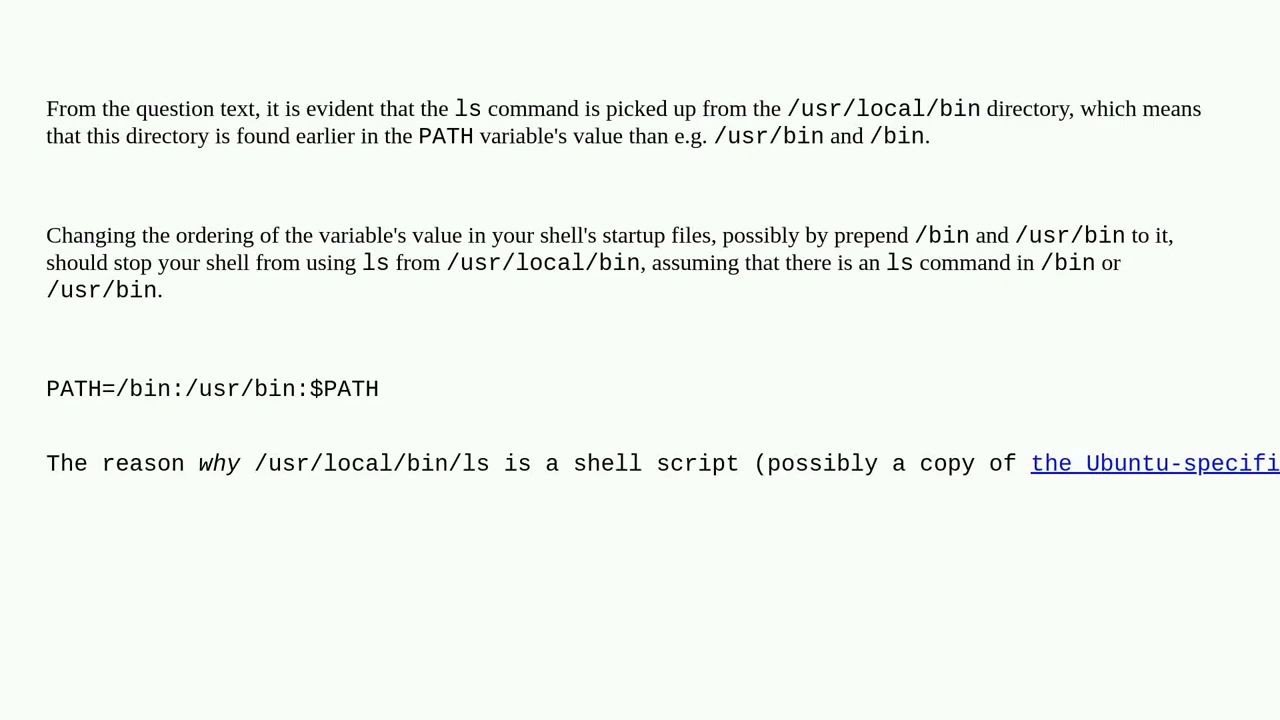 From the question text, it is evident that the ls command is picked up from the /usr/local/bin directory, which means
that this directory is found earlier in the PATH variable's value than e.g. /usr/bin and /bin.
Changing the ordering of the variable's value in your shell's startup files, possibly by prepend /bin and /usr/bin to it,
should stop your shell from using ls from /usr/local/bin, assuming that there is an ls command in /bin or
/usr/bin.
PATH=/bin:/usr/bin:$PATH
The reason why /usr/local/bin/ls is a shell script (possibly a copy of the Ubuntu-specifi